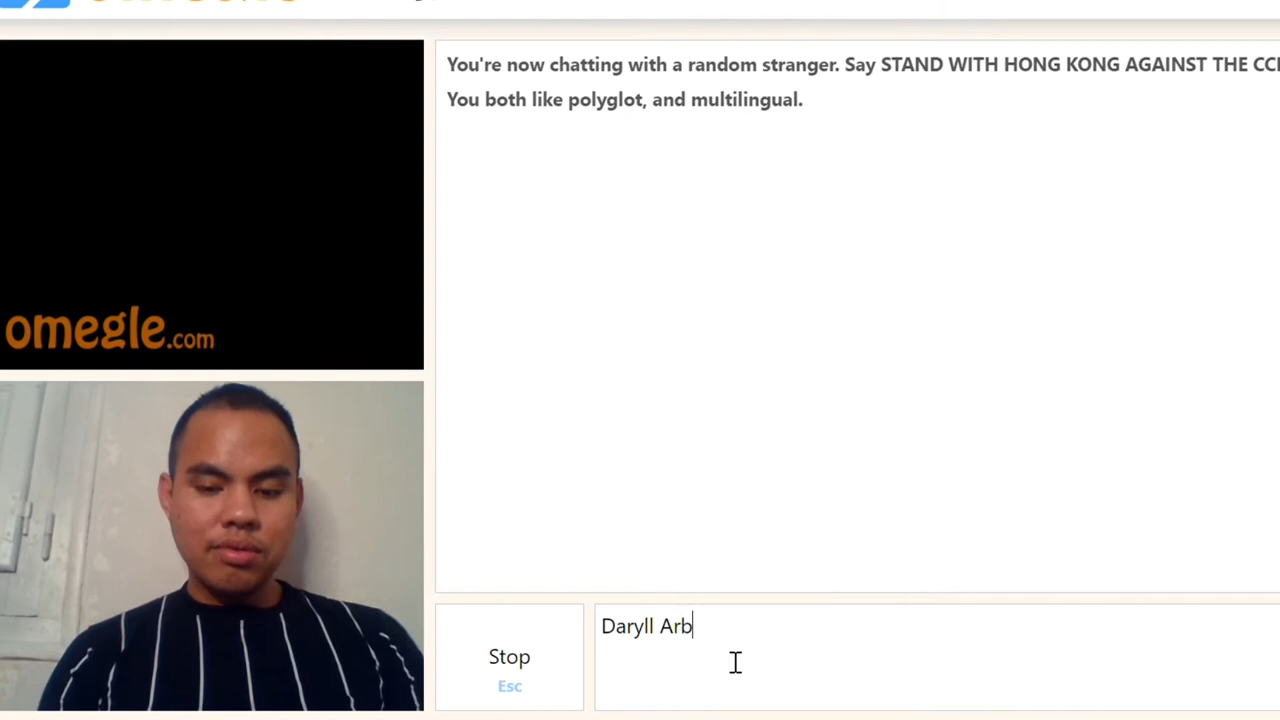 You're now chatting with a random stranger. Say STAND WITH HONG KONG AGAINST THE CC
You both like polyglot, and multilingual.
omegle.com
Stop
Esc
Daryll Arb